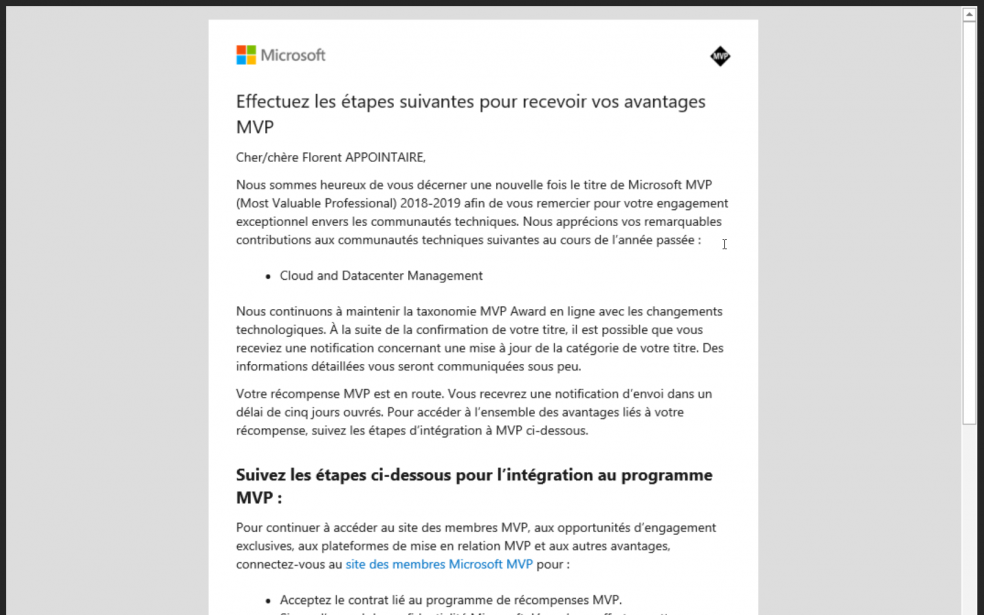 Microsoft
MVP
Effectuez les étapes suivantes pour recevoir vos avantages
MVP
Cher/chère Florent APPOINTAIRE,
Nous sommes heureux de vous décerner une nouvelle fois le titre de Microsoft MVP
(Most Valuable Professional) 2018-2019 afin de vous remercier pour votre engagement
exceptionnel envers les communautés techniques. Nous apprécions vos remarquables
contributions aux communautés techniques suivantes au cours de l'année passée :
• Cloud and Datacenter Management
Nous continuons à maintenir la taxonomie MVP Award en ligne avec les changements
technologiques. À la suite de la confirmation de votre titre, il est possible que vous
receviez une notification concernant une mise à jour de la catégorie de votre titre. Des
informations détaillées vous seront communiquées sous peu.
Votre récompense MVP est en route. Vous recevrez une notification d'envoi dans un
délai de cinq jours ouvrés. Pour accéder à l'ensemble des avantages liés à votre
récompense, suivez les étapes d'intégration à MVP ci-dessous.
Suivez les étapes ci-dessous pour l'intégration au programme
MVP :
Pour continuer à accéder au site des membres MVP, aux opportunités d'engagement
exclusives, aux plateformes de mise en relation MVP et aux autres avantages,
connectez-vous au site des membres Microsoft MVP pour :
• Acceptez le contrat lié au programme de récompenses MVP.